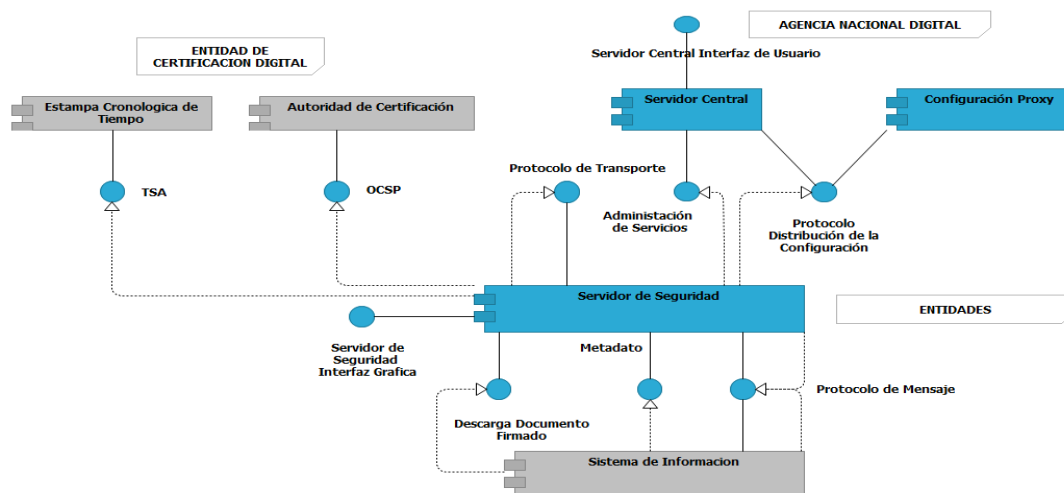 AGENCIA NACIONAL DIGITAL
ENTIDAD DE
CERTIFICACION DIGITAL
Servidor Central Interfaz de Usuario
Estampa Cronologica de
Tiempo
Autoridad de Certificación
Servidor Central
Configuración Proxy
Protocolo de Transporte
TSA
OCSP
Administación
de Servicios
Protocolo
Distribución de la
Configuración
Servidor de Seguridad
ENTIDADES
Servidor de
Seguridad
Interfaz Grafica
Metadato
Protocolo de Mensaje
Descarga Documento
Firmado
Sistema de Informacion